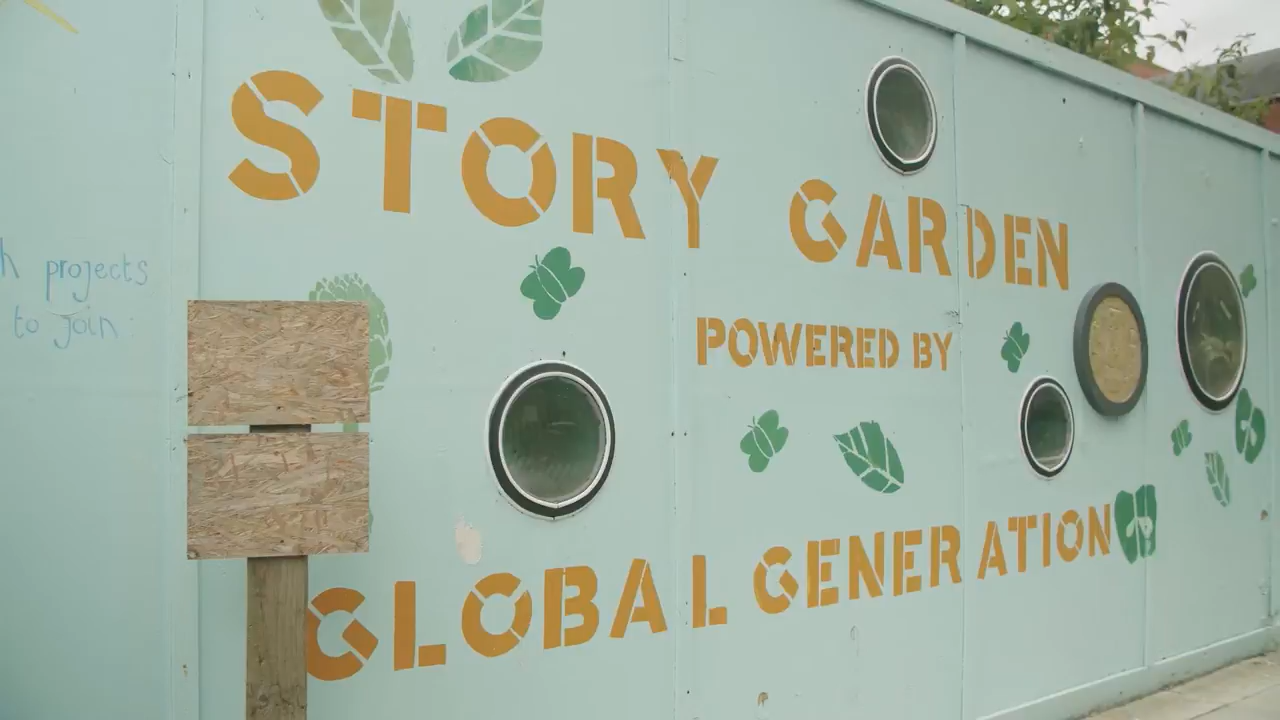 STORY GARDEN
POWERED BY
GLOBAL GENERATION
projects
to join